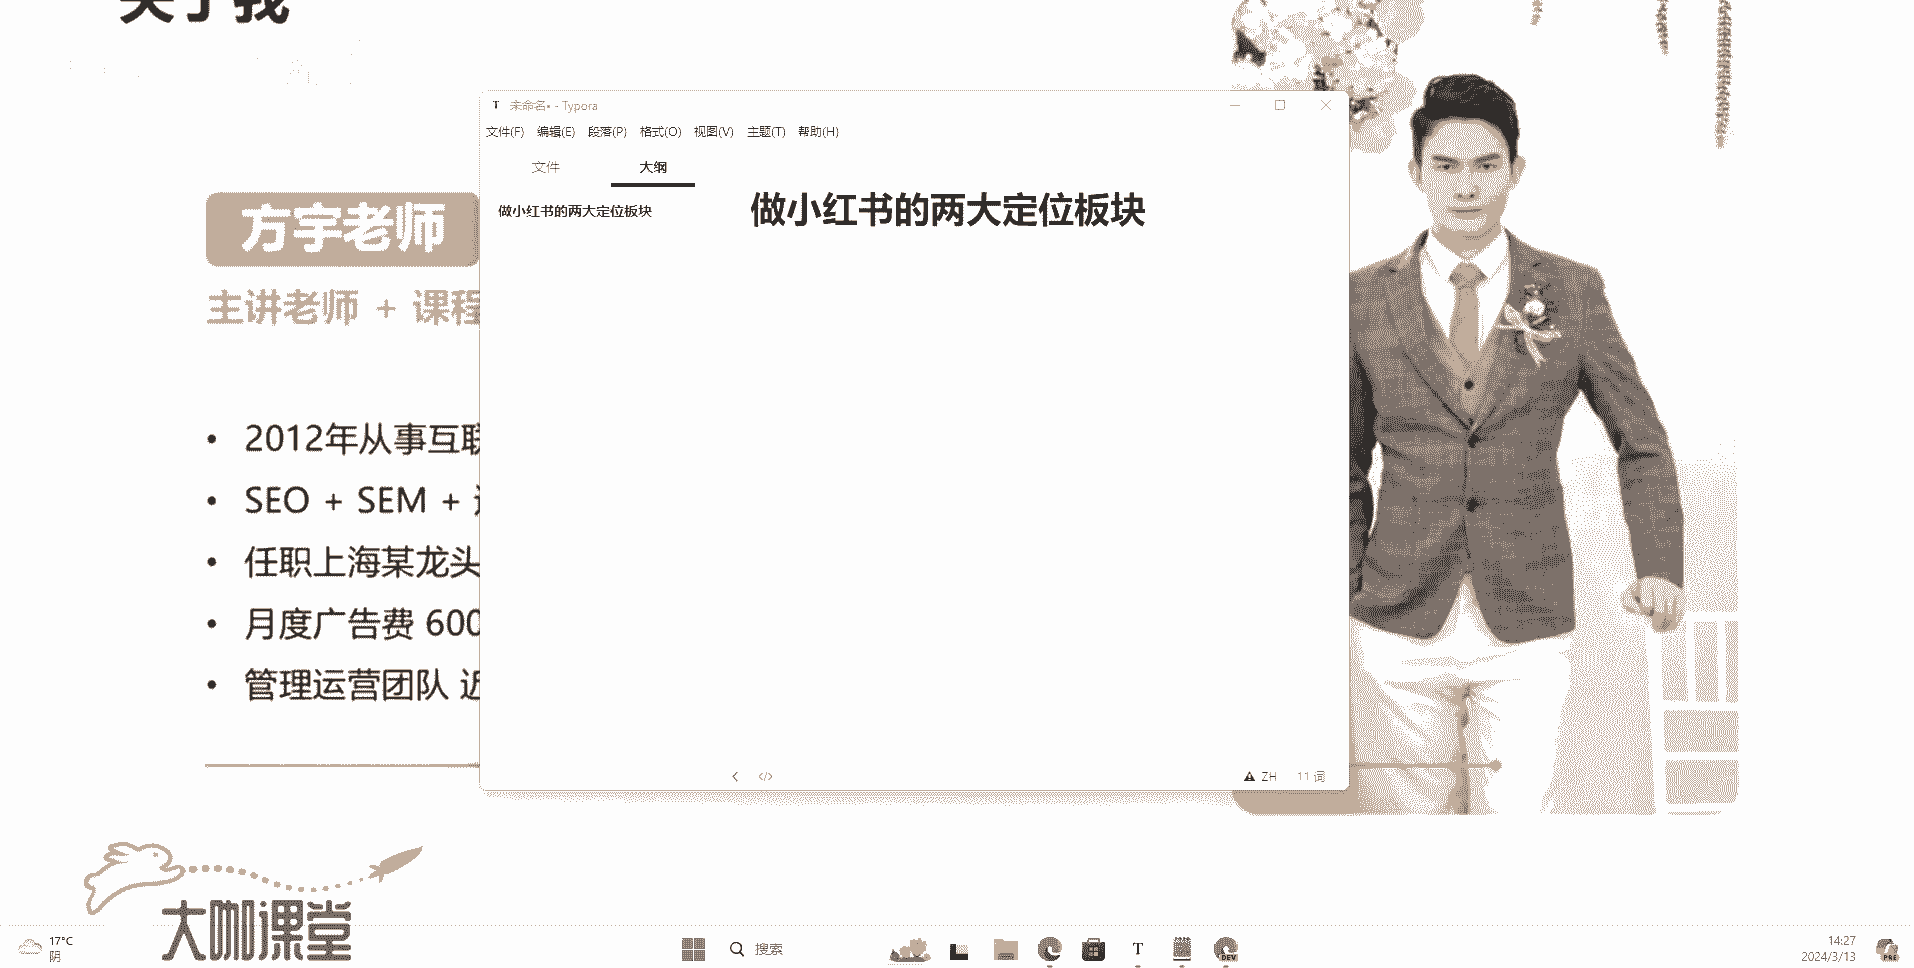 关于我
未命名• - Typora
文件(F) 编辑(E) 段落(P) 格式(O) 视图(V) 主题(T) 帮助(H)
文件 大纲
做小红书的两大定位板块
做小红书的两大定位板块
方宇老师
主讲老师 + 课程
2012年从事互联
SEO + SEM +
任职上海某龙头
月度广告费 600
管理运营团队 近
</> ZH 11 词
大咖课堂
17°C
阴
搜索
DEV
14:27
2024/3/13
PRE